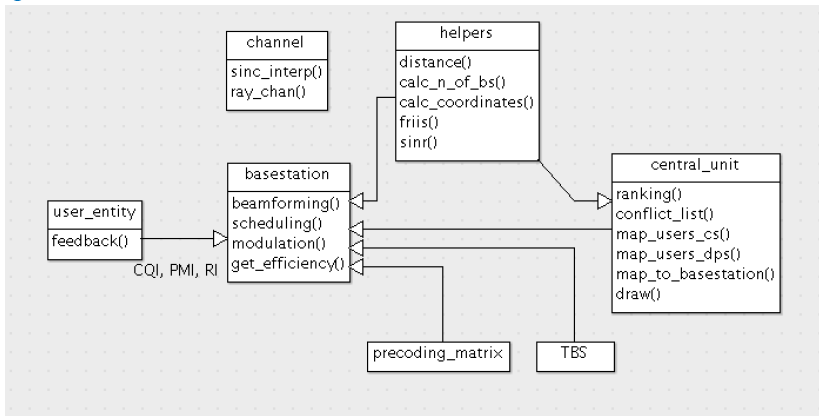 channel
sinc_interp()
ray_chan()
helpers
distance()
calc_n_of_bs()
calc_coordinates()
friis()
sinr()
basestation
beamforming()
scheduling()
modulation()
get_efficiency()
central_unit
ranking()
conflict_list()
map_users_cs()
map_users_dps()
map_to_basestation()
draw()
user_entity
feedback()
CQI, PMI, RI
precoding_matrix
TBS